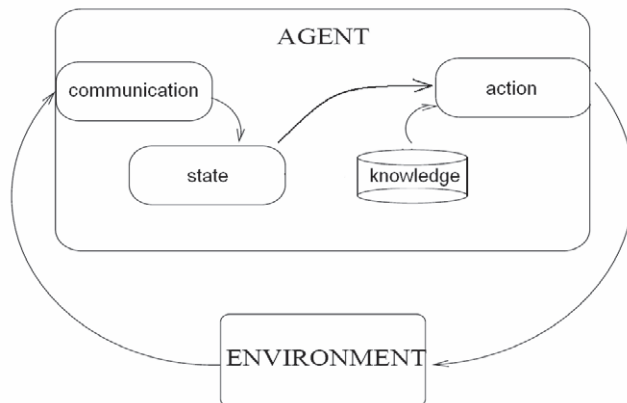 AGENT
communication
action
state
knowledge
ENVIRONMENT